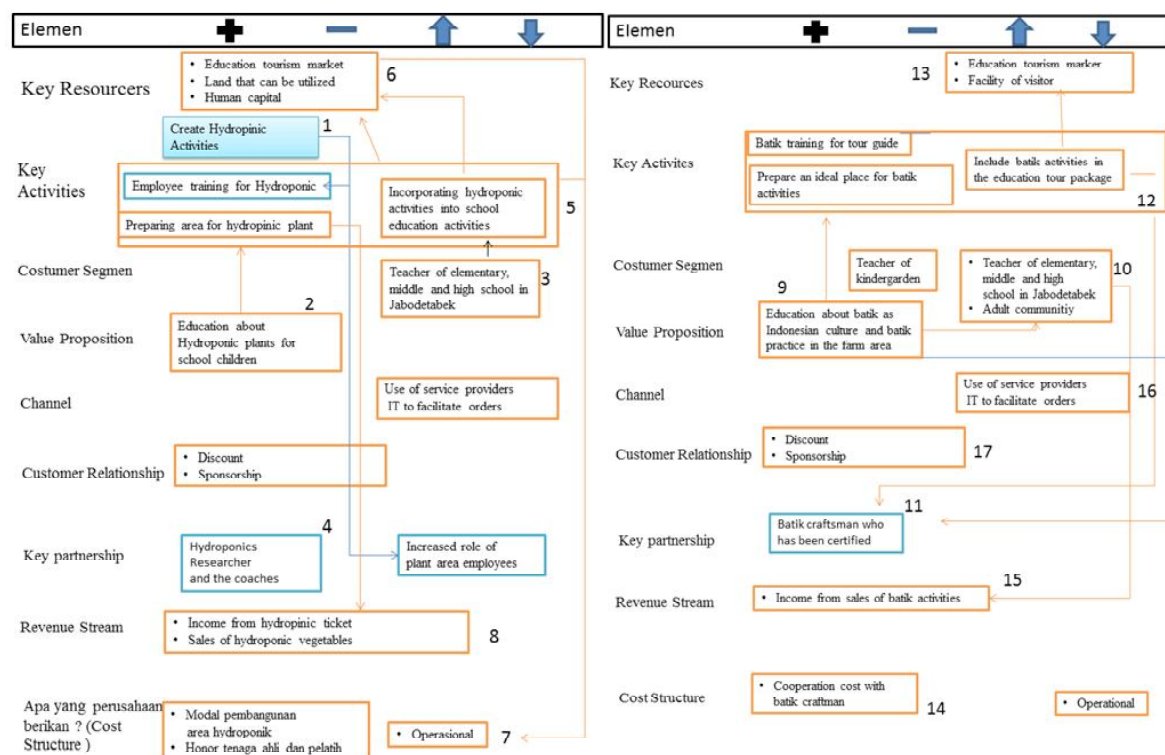 Elemen
Key Resourcers
• Education tourism market
• Land that can be utilized
• Human capital
6
Create Hydropinic
Activities
1
Key
Activities
Employee training for Hydroponic
Preparing area for hydropinic plant
Incorporating hydroponic
activities into school
education activities
5
Costumer Segmen
Teacher of elementary,
middle and high school in
Jabodetabek
3
2
Value Proposition
Education about
Hydroponic plants for
school children
Channel
Use of service providers
IT to facilitate orders
Customer Relationship
• Discount
• Sponsorship
4
Key partnership
Hydroponics
Researcher
and the coaches
Increased role of
plant area employees
Revenue Stream
• Income from hydropinic ticket
• Sales of hydroponic vegetables
8
Apa yang perusahaan
berikan ? (Cost
Structure )
• Modal pembangunan
area hydroponik
• Honor tenaga ahli dan pelatih
• Operasional
7
Elemen
Key Recources
13
• Education tourism marker
• Facility of visitor
Key Activites
Batik training for tour guide
Prepare an ideal place for batik
activities
Include batik activities in
the education tour package
12
Costumer Segmen
Teacher of
kindergarden
• Teacher of elementary,
middle and high
school in Jabodetabek
• Adult communitiy
10
9
Value Proposition
Education about batik as
Indonesian culture and batik
practice in the farm area
Channel
Use of service providers
IT to facilitate orders
16
Customer Relationship
• Discount
• Sponsorship
17
11
Key partnership
Batik craftsman who
has been certified
15
Revenue Stream
• Income from sales of batik activities
Cost Structure
• Cooperation cost with
batik craftman
14
• Operational